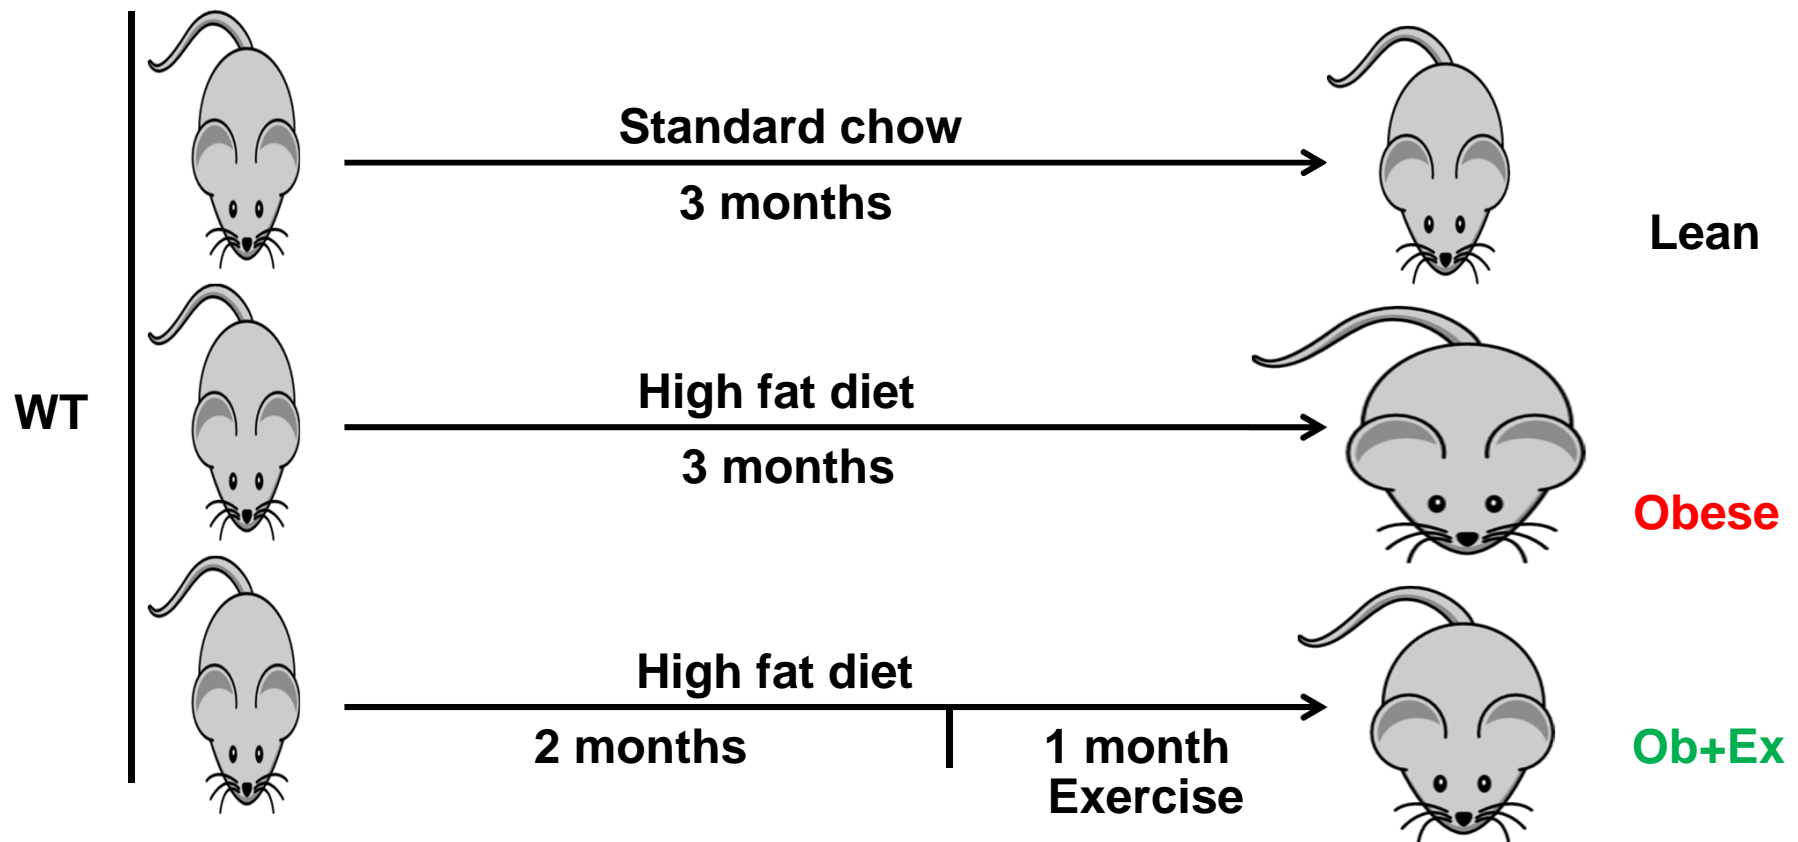 Standard chow
3 months
Lean
WT
High fat diet
3 months
Obese
High fat diet
2 months
1 month
Exercise
Ob+Ex